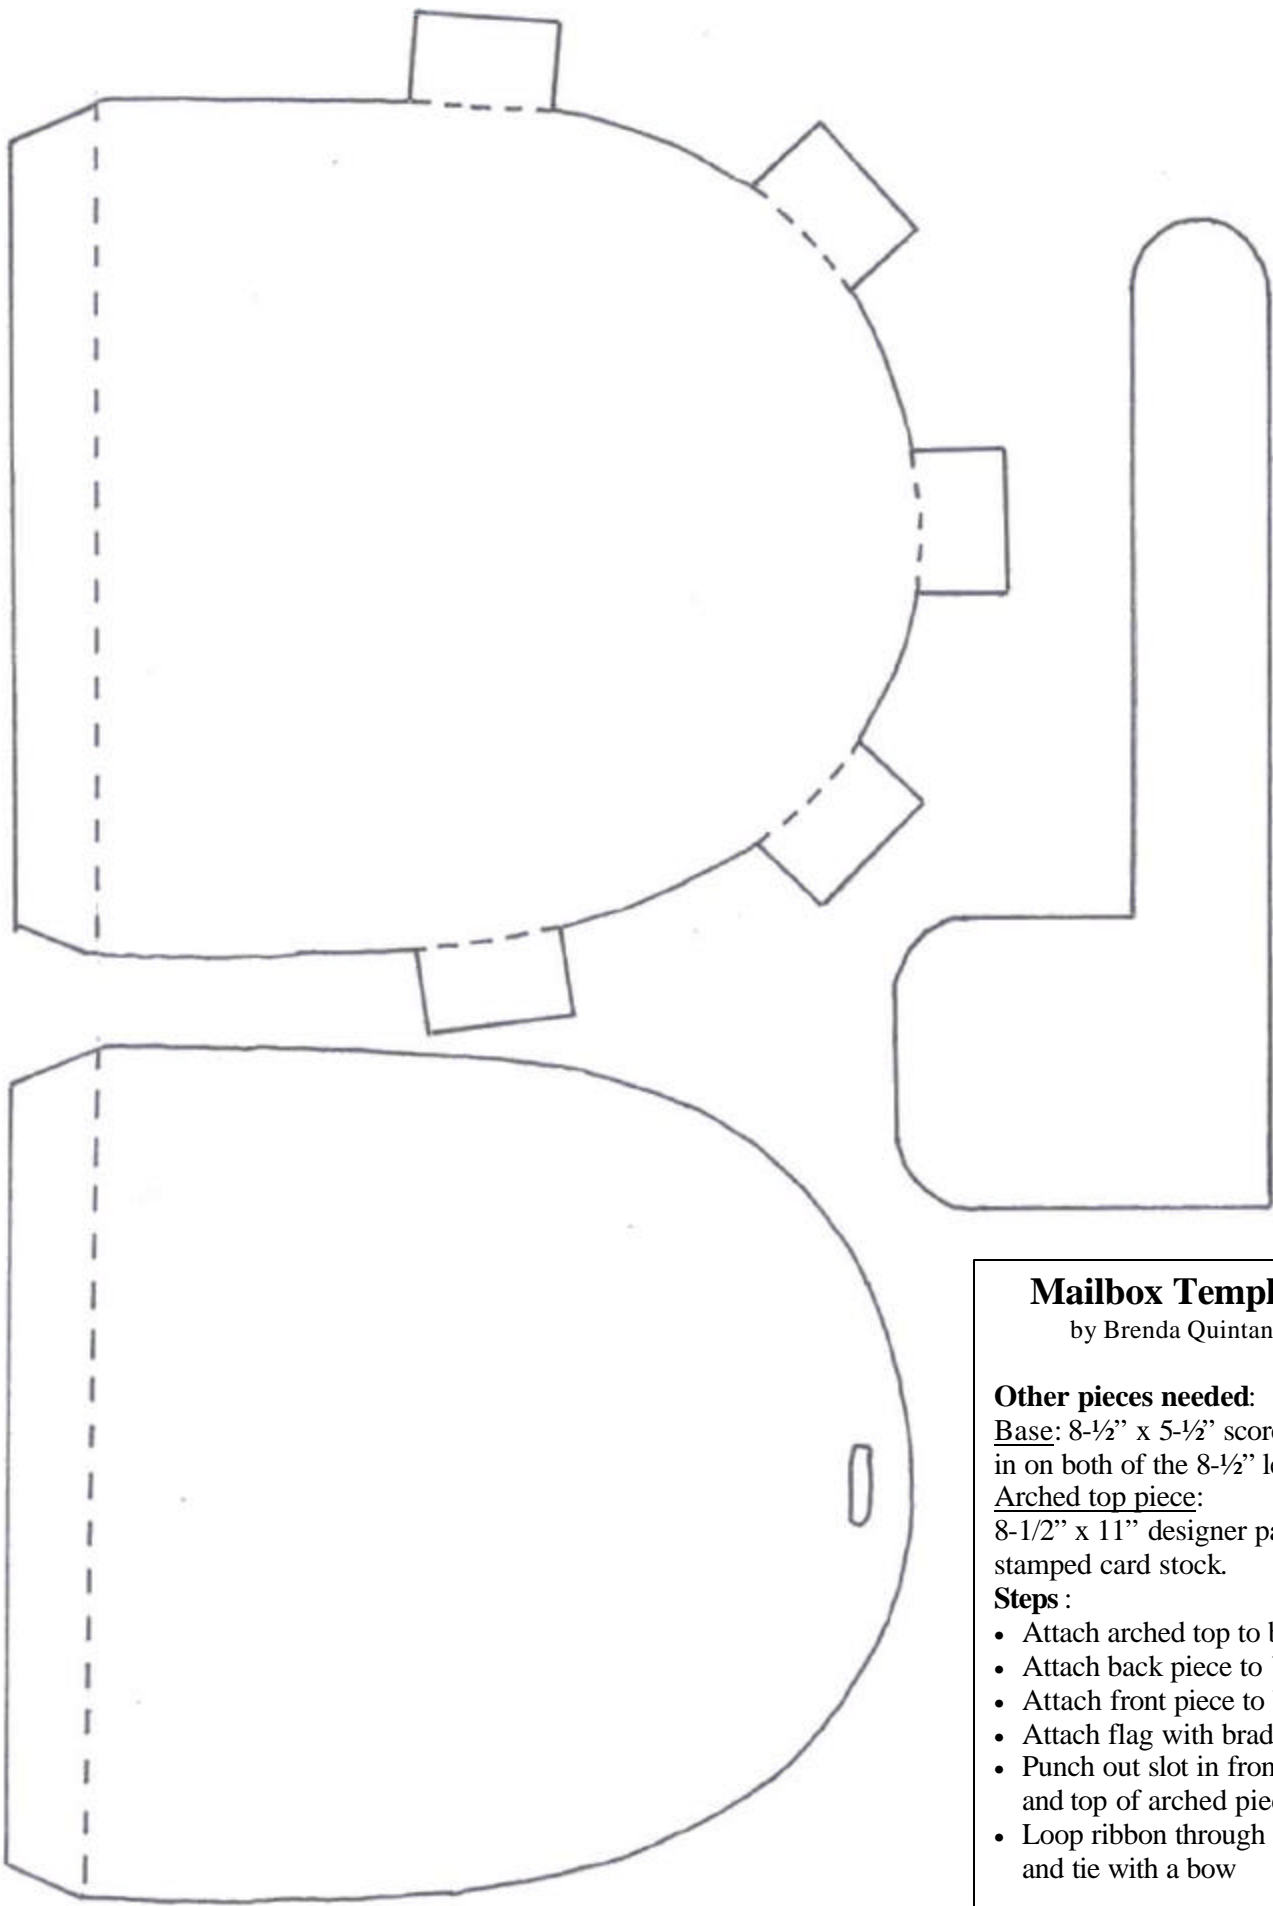 Mailbox Templ
by Brenda Quintan
Other pieces needed:
Base: 8-½” x 5-½” scor
in on both of the 8-½” l
Arched top piece:
8-1/2” x 11” designer pa
stamped card stock.
Steps :
• Attach arched top to b
• Attach back piece to
• Attach front piece to
• Attach flag with brad
• Punch out slot in fron
and top of arched pie
• Loop ribbon through
and tie with a bow